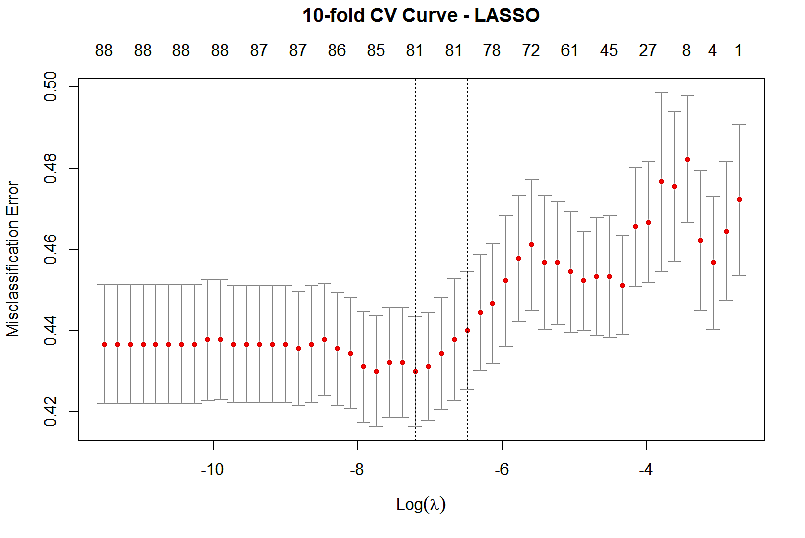 10-fold CV Curve - LASSO
88 88 88 88 87 87 86 85 81 81 78 72 61 45 27 8 4 1
0.50
0.48
0.46
0.44
0.42
Misclassification Error
-10 -8 -6 -4
Log(λ)